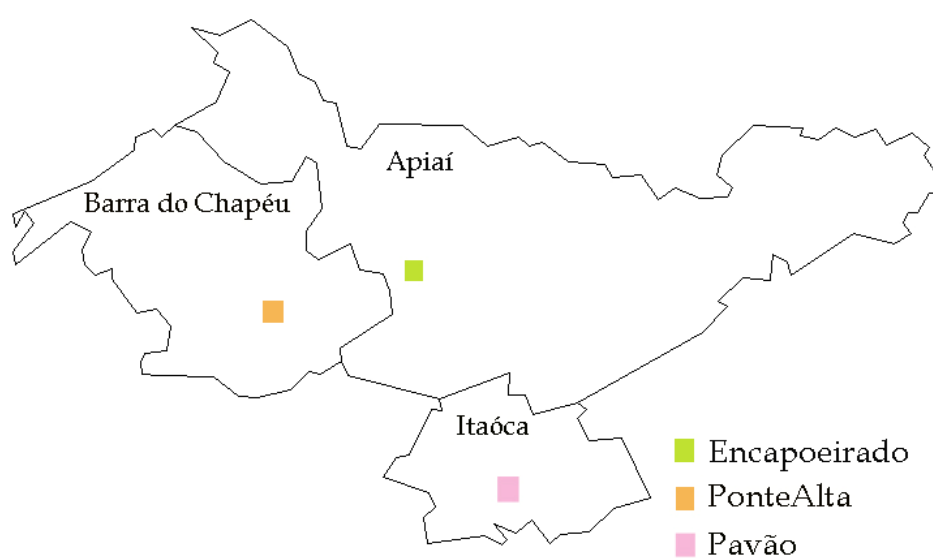 Apiaí
Barra do Chapéu
Itaóca
Encapoeirado
PonteAlta
Pavão